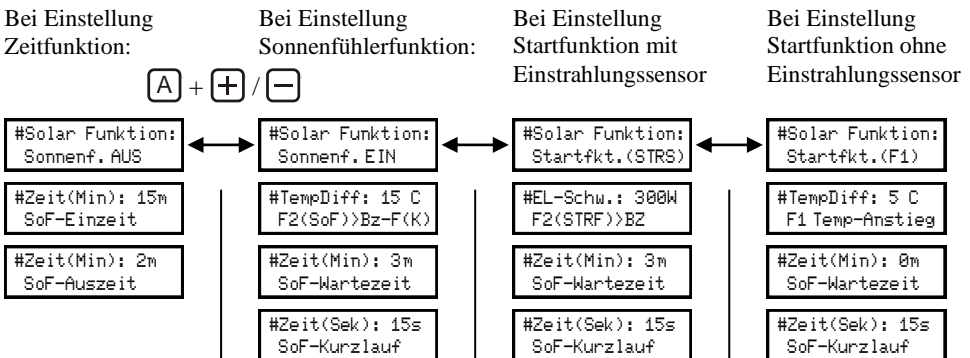 Bei Einstellung
Zeitfunktion:
Bei Einstellung
Sonnenfühlerfunktion:
Bei Einstellung
Startfunktion mit
Einstrahlungssensor
Bei Einstellung
Startfunktion ohne
Einstrahlungssensor
A + + / −
#Solar Funktion:
Sonnenf. AUS
#Solar Funktion:
Sonnenf. EIN
#Solar Funktion:
Startfkt.(STRS)
#Solar Funktion:
Startfkt.(F1)
#Zeit(Min): 15m
SoF-Einzeit
#TempDiff: 15 C
F2(SoF)>Bz-F(K)
#EL-Schw.: 300W
F2(STRF)>BZ
#TempDiff: 5 C
F1 Temp-Anstieg
#Zeit(Min): 2m
SoF-Auszeit
#Zeit(Min): 3m
SoF-Wartezeit
#Zeit(Min): 3m
SoF-Wartezeit
#Zeit(Min): 0m
SoF-Wartezeit
#Zeit(Sek): 15s
SoF-Kurzlauf
#Zeit(Sek): 15s
SoF-Kurzlauf
#Zeit(Sek): 15s
SoF-Kurzlauf